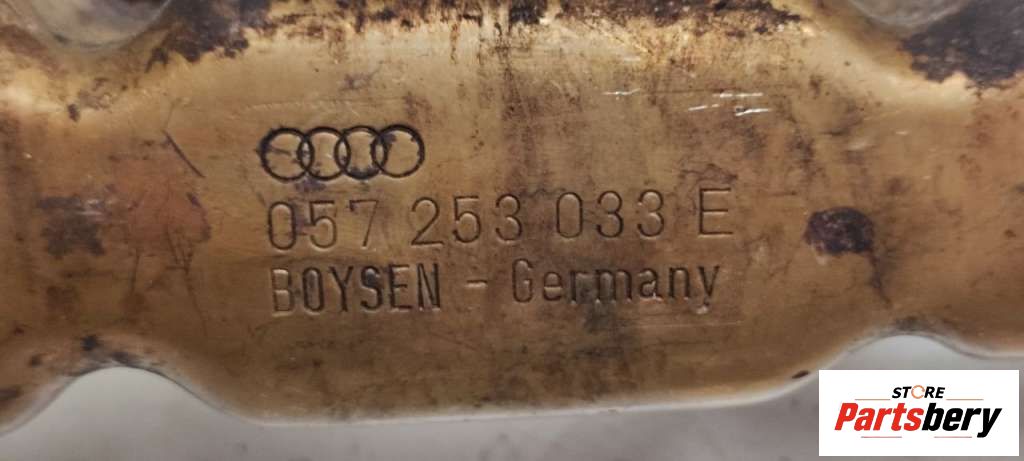 057 253 033 E
BOYSEN - Germany
STORE
Partsbery